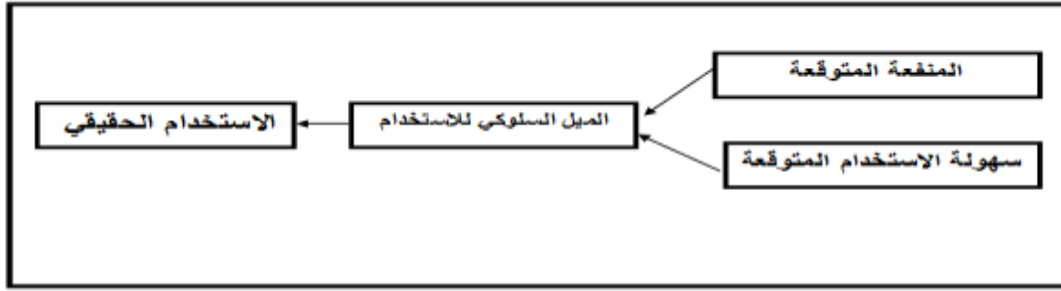 المنفعة المتوقعة
الميل السلوكي للاستخدام
الاستخدام الحقيقي
سهولة الاستخدام المتوقعة